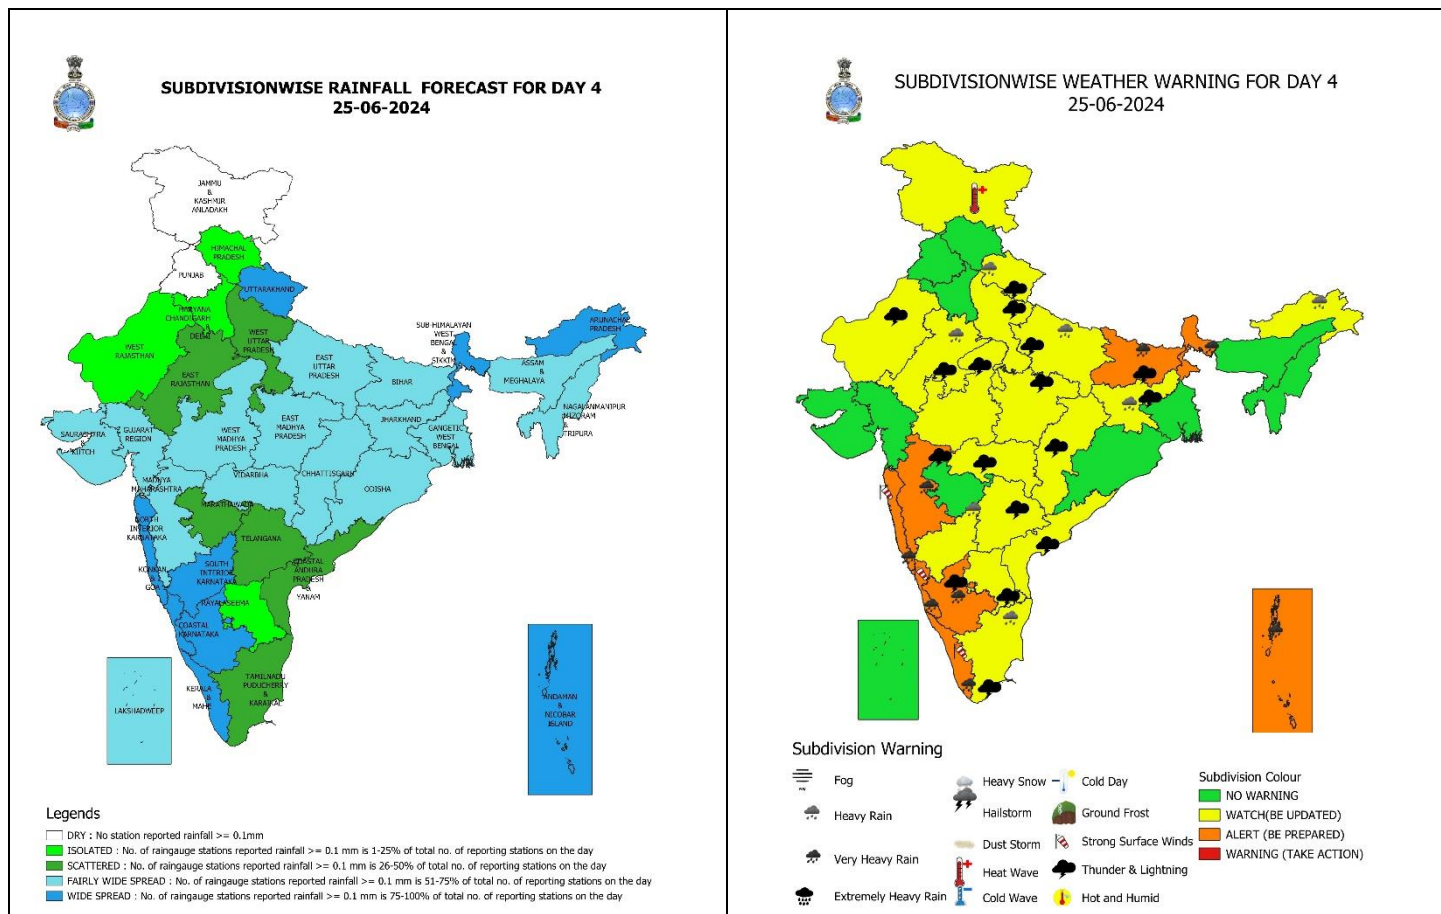 SUBDIVISIONWISE RAINFALL FORECAST FOR DAY 4
25-06-2024
JAMMU
&
KASHMIR
ANLADAKH
HIMACHAL
PRADESH
PUNJAB
UTTARAKHAND
HARYANA
CHANDIGARH
DELHI
WEST
UTTAR
PRADESH
WEST
RAJASTHAN
EAST
RAJASTHAN
EAST
UTTAR
PRADESH
SUB-HIMALAYAN
WEST
BENGAL
&
SIKKIM
ARUNACHAL
PRADESH
ASSAM
&
MEGHALAYA
BIHAR
NAGALANMANIPUR
MIZORAM
&
TRIPURA
JHARKHAND
GANGETIC
WEST
BENGAL
SAURASHTRA
&
KUTCH
GUJARAT
REGION
WEST
MADHYA
PRADESH
EAST
MADHYA
PRADESH
VIDARBHA
CHHATTISGARH
ODISHA
MADHYA
MAHARASHTRA
MARATHAWADA
NORTH
INTERIOR
KARNATAKA
TELANGANA
KONKAN
&
GOA
SOUTH
INTERIOR
KARNATAKA
COASTAL
ANDHRA
PRADESH
&
YANAM
RAYALASEEMA
COASTAL
KARNATAKA
TAMILNADU
PUDUCHERRY
&
KARAIKAL
KERALA
&
MAHE
LAKSHADWEEP
ANDAMAN
&
NICOBAR
ISLAND
Legends
DRY : No station reported rainfall >= 0.1mm
ISOLATED : No. of raingauge stations reported rainfall >= 0.1 mm is 1-25% of total no. of reporting stations on the day
SCATTERED : No. of raingauge stations reported rainfall >= 0.1 mm is 26-50% of total no. of reporting stations on the day
FAIRLY WIDE SPREAD : No. of raingauge stations reported rainfall >= 0.1 mm is 51-75% of total no. of reporting stations on the day
WIDE SPREAD : No. of raingauge stations reported rainfall >= 0.1 mm is 75-100% of total no. of reporting stations on the day
SUBDIVISIONWISE WEATHER WARNING FOR DAY 4
25-06-2024
Subdivision Warning
Fog
Heavy Rain
Very Heavy Rain
Extremely Heavy Rain
Heavy Snow
Hailstorm
Dust Storm
Heat Wave
Cold Wave
Cold Day
Ground Frost
Strong Surface Winds
Thunder & Lightning
Hot and Humid
Subdivision Colour
NO WARNING
WATCH(BE UPDATED)
ALERT (BE PREPARED)
WARNING (TAKE ACTION)